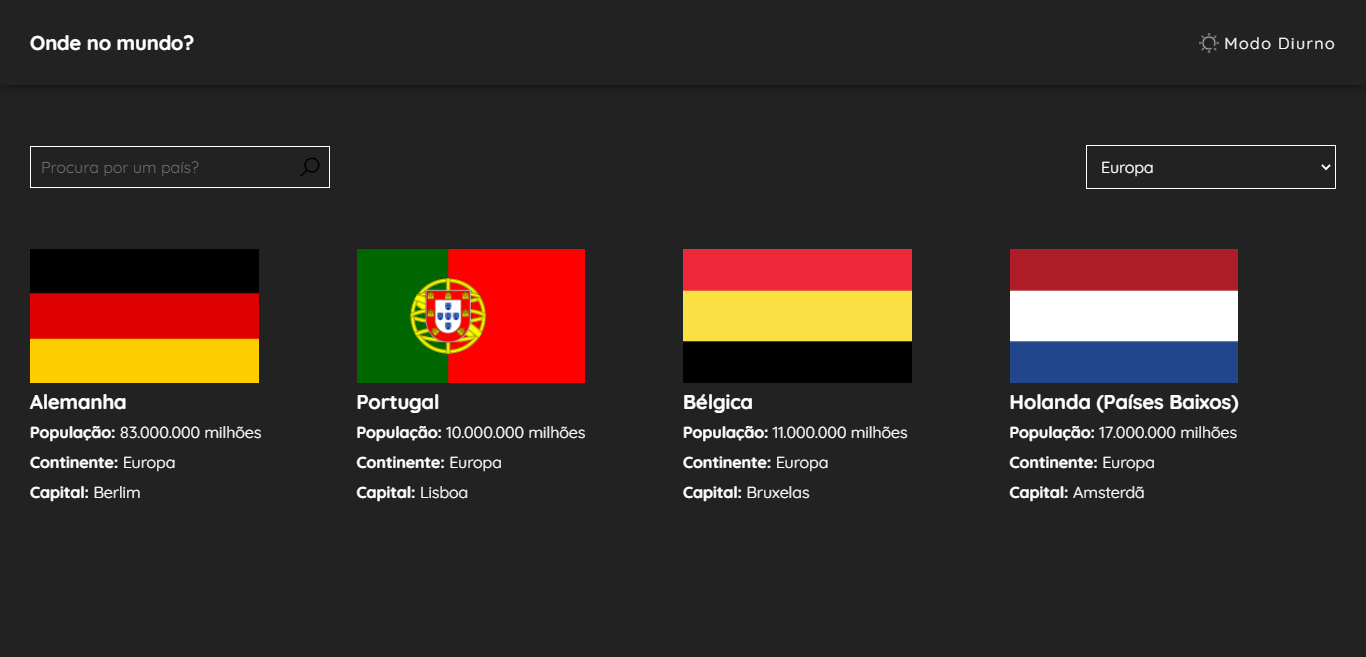 Onde no mundo?
Modo Diurno
Procura por um país?
Europa
Alemanha
População: 83.000.000 milhões
Continente: Europa
Capital: Berlim
Portugal
População: 10.000.000 milhões
Continente: Europa
Capital: Lisboa
Bélgica
População: 11.000.000 milhões
Continente: Europa
Capital: Bruxelas
Holanda (Países Baixos)
População: 17.000.000 milhões
Continente: Europa
Capital: Amsterdã